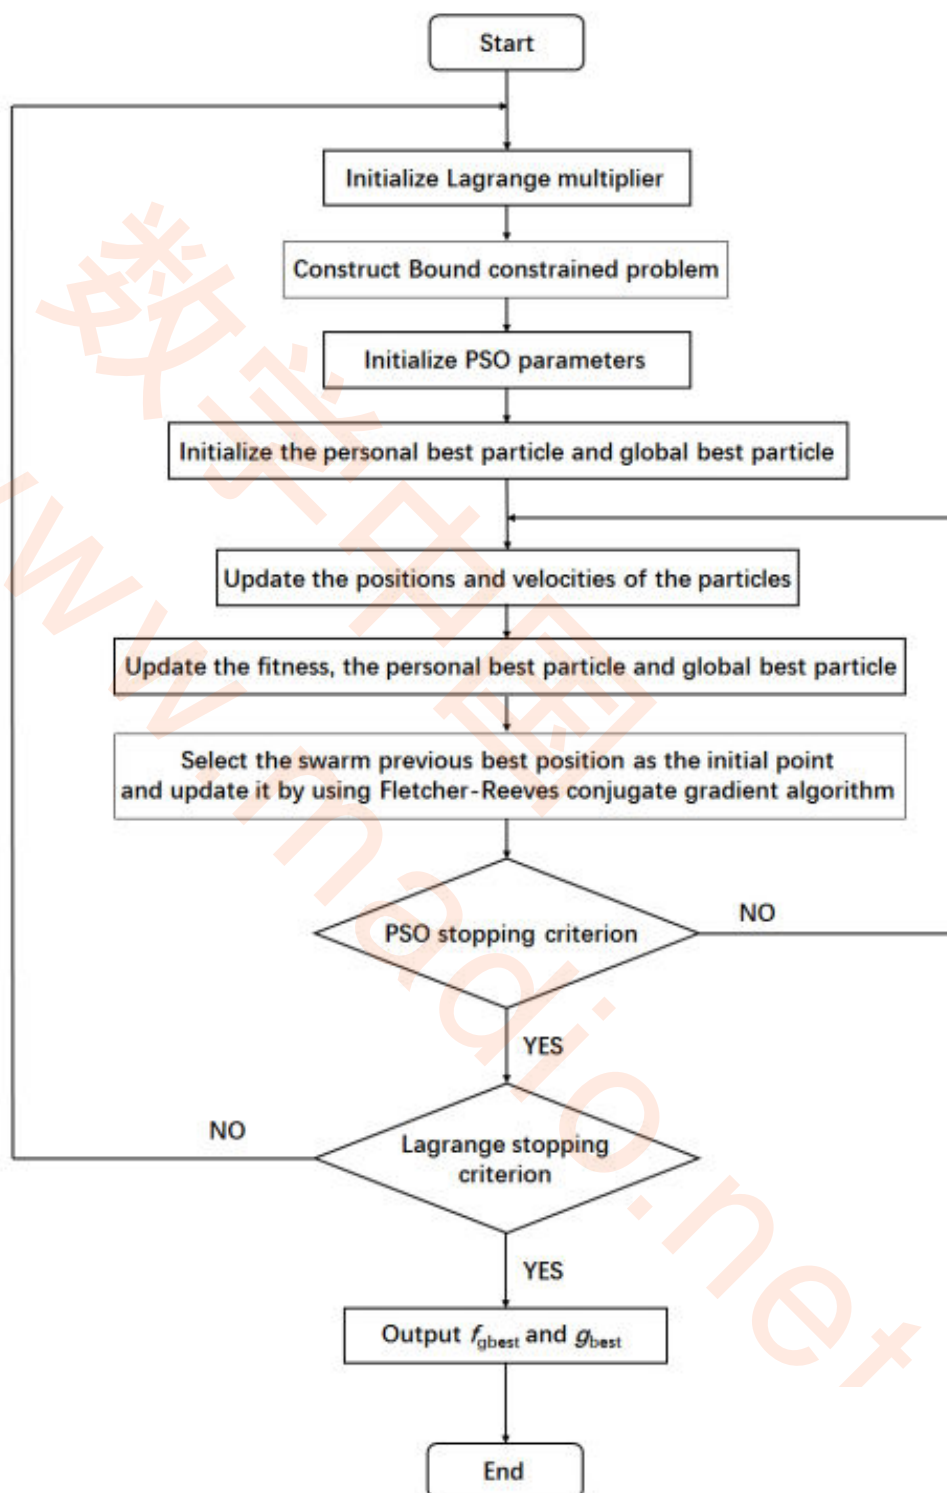 Start
Initialize Lagrange multiplier
Construct Bound constrained problem
Initialize PSO parameters
Initialize the personal best particle and global best particle
Update the positions and velocities of the particles
Update the fitness, the personal best particle and global best particle
Select the swarm previous best position as the initial point
and update it by using Fletcher-Reeves conjugate gradient algorithm
PSO stopping criterion
NO
YES
Lagrange stopping
criterion
NO
YES
Output fgbest and gbest
End
数学中国
www.madio.net